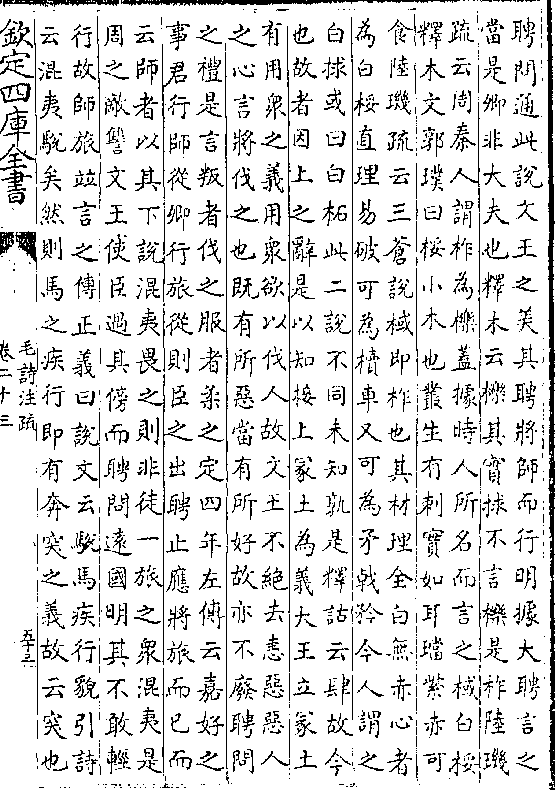 聘問通此說文王之美其聘將師而行明據大聘言之
當是卿非大夫也釋木云櫟其實梂不言櫟是柞陸璣
疏云周秦人謂柞為櫟蓋據時人所名而言之棫白桵
釋木文郭璞曰桵小木也叢生有刺實如耳璫紫赤可
食陸璣疏云三蒼說棫即柞也其材理全白無赤心者
為白桵直理易破可為櫝車又可為矛戟矜今人謂之
白梂或曰白柘此二說不同未知孰是釋詁云肆故今
也故者因上之辭是以知接上冢土為義大王立冢土
有用眾之義用眾欲以伐人故文王不絕去恚惡惡人
之心言將伐之也既有所惡當有所好故亦不廢聘問
之禮是言叛者伐之服者柔之定四年左傳云嘉好之
事君行師從卿行旅從則臣之出聘止應將旅而已而
云師者以其下說混夷畏之則非徒一旅之眾混夷是
周之敵讐文王使臣過其傍而聘問遠國明其不敢輕
行故師旅竝言之傳正義曰說文云駾馬疾行貌引詩
云混夷駾矣然則馬之疾行即有奔突之義故云突也
欽定四庫全書
毛詩注疏
卷二十三
五十三